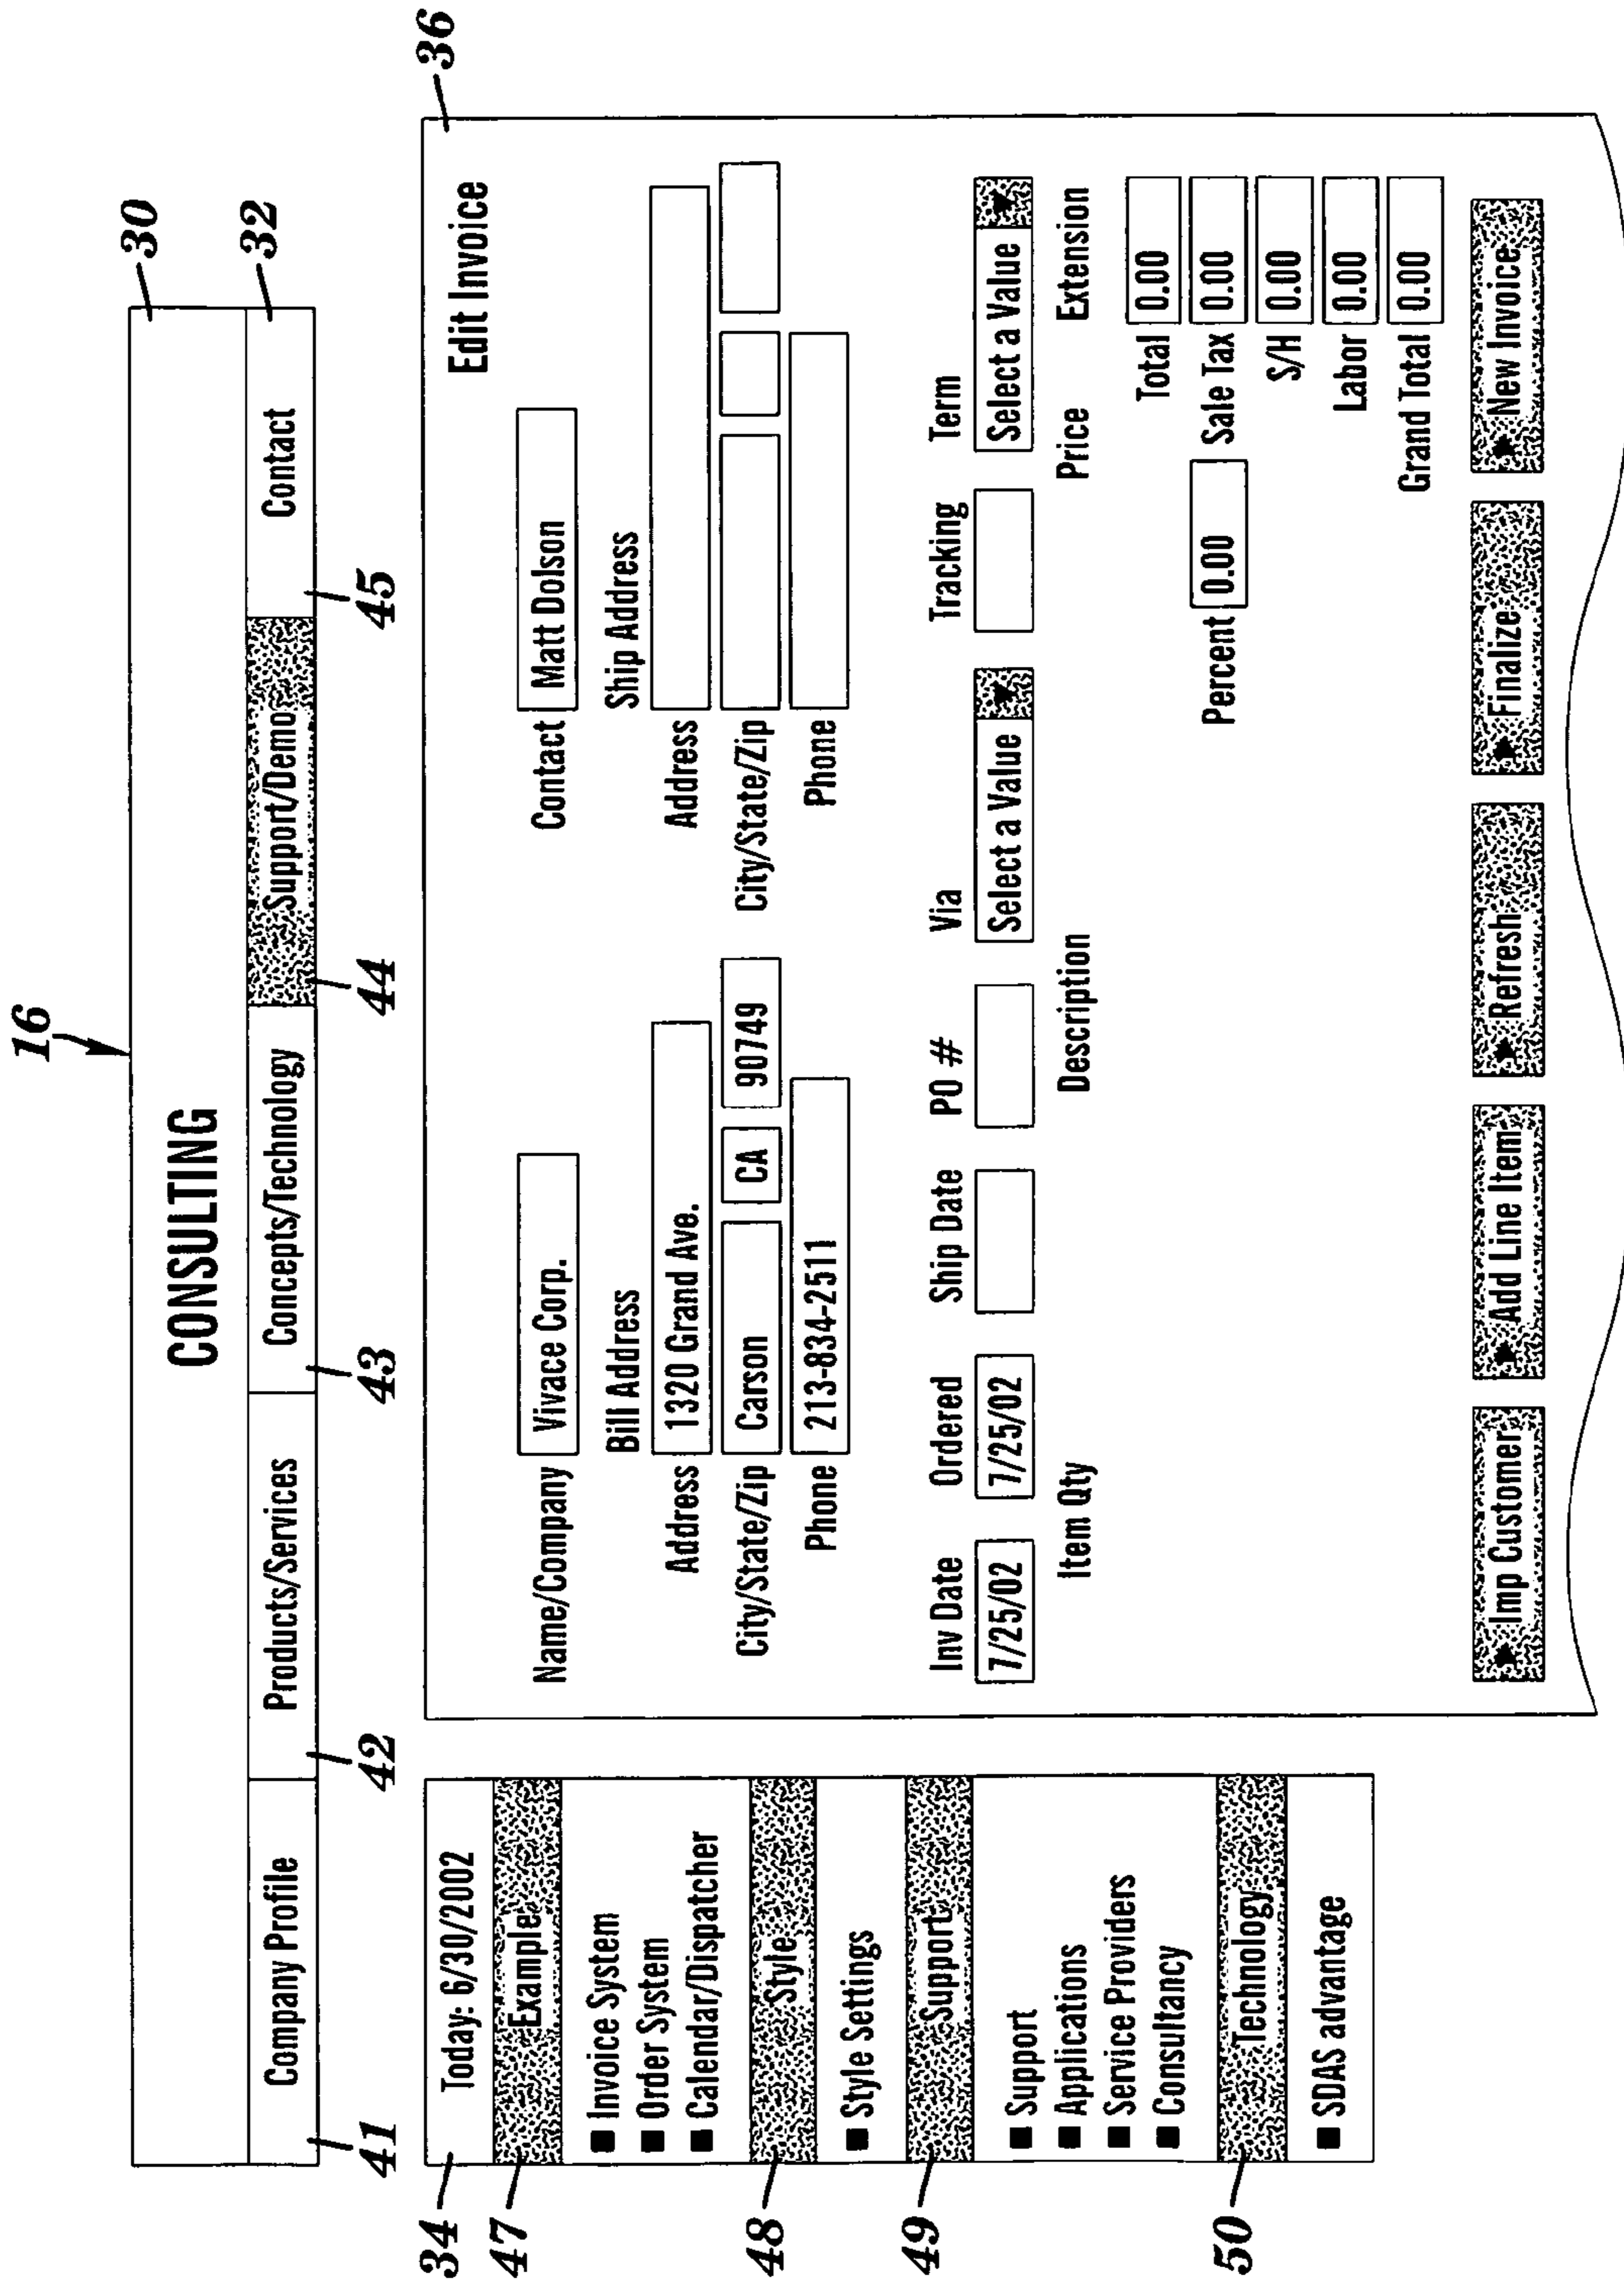 16
CONSULTING
30
Company Profile Products/Services Concepts/Technology Support/Demo Contact
32
41 42 43 44 45
34
Today: 6/30/2002
47
Example
■ Invoice System
■ Order System
■ Calendar/Dispatcher
48
Style
■ Style Settings
49
Support
■ Support
■ Applications
■ Service Providers
■ Consultancy
50
Technology
■ SDAS advantage
36
Edit Invoice
Name/Company Vivace Corp. Contact Matt Dolson
Bill Address Ship Address
Address 1320 Grand Ave. Address
City/State/Zip Carson CA 90749 City/State/Zip
Phone 213-834-2511 Phone
Inv Date Ordered Ship Date PO # Via Tracking Term
7/25/02 7/25/02 Select a Value Select a Value
Item Qty Description Price Extension
Total 0.00
Percent 0.00 Sale Tax 0.00
S/H 0.00
Labor 0.00
Grand Total 0.00
Imp Customer Add Line Item Refresh Finalize New Invoice